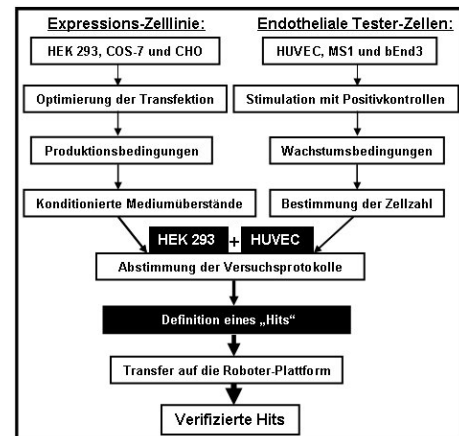 Expressions-Zelllinie:
HEK 293, COS-7 und CHO
Optimierung der Transfektion
Produktionsbedingungen
Konditionierte Mediumüberstände
Endotheliale Tester-Zellen:
HUVEC, MS1 und bEnd3
Stimulation mit Positivkontrollen
Wachstumsbedingungen
Bestimmung der Zellzahl
HEK 293 + HUVEC
Abstimmung der Versuchsprotokolle
Definition eines „Hits“
Transfer auf die Roboter-Plattform
Verifizierte Hits